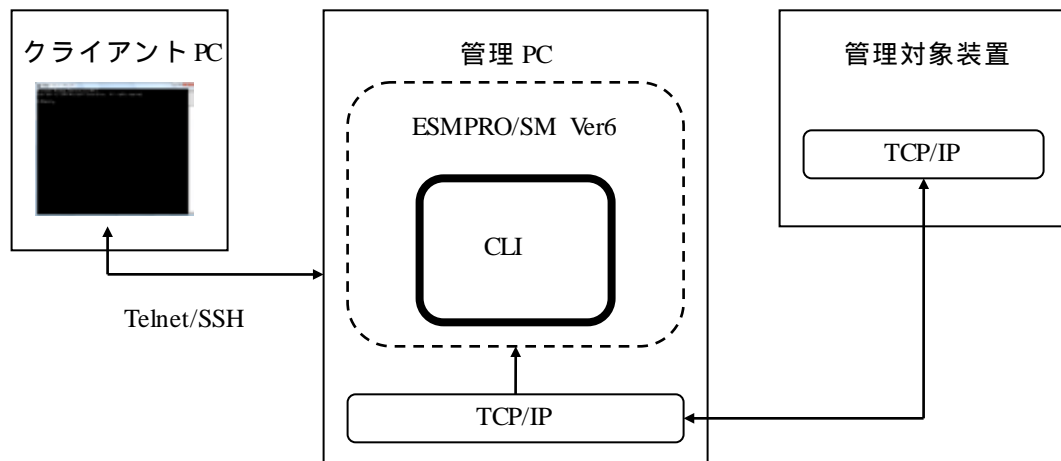 クライアント PC
管理 PC
管理対象装置
ESMPRO/SM Ver6
TCP/IP
CLI
Telnet/SSH
TCP/IP